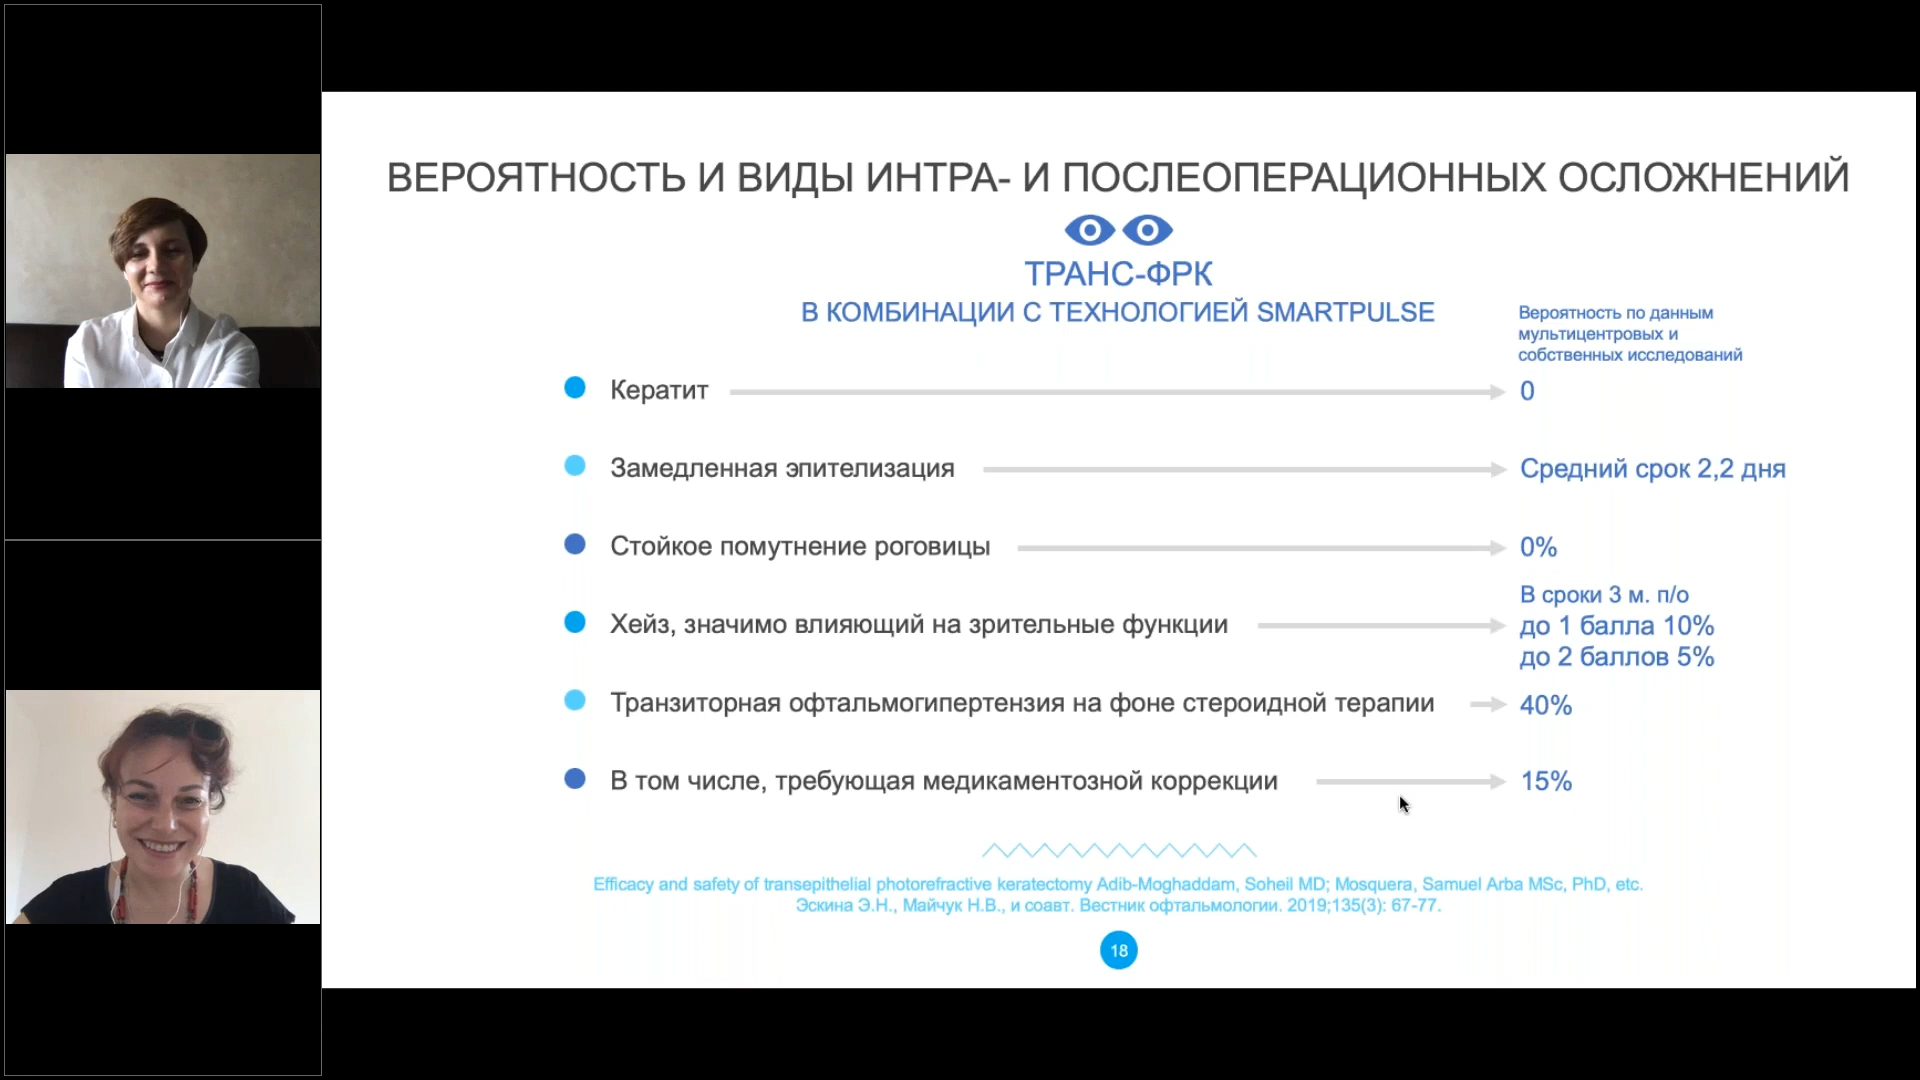 ВЕРОЯТНОСТЬ И ВИДЫ ИНТРА- И ПОСЛЕОПЕРАЦИОННЫХ ОСЛОЖНЕНИЙ
ТРАНС-ФРК
В КОМБИНАЦИИ С ТЕХНОЛОГИЕЙ SMARTPULSE
Вероятность по данным
мультицентровых и
собственных исследований
Кератит
0
Замедленная эпителизация
Средний срок 2,2 дня
Стойкое помутнение роговицы
0%
Хейз, значимо влияющий на зрительные функции
В сроки 3 м. п/о
до 1 балла 10%
до 2 баллов 5%
Транзиторная офтальмогипертензия на фоне стероидной терапии
40%
В том числе, требующая медикаментозной коррекции
15%
Efficacy and safety of transepithelial photorefractive keratectomy Adib-Moghaddam, Soheil MD; Mosquera, Samuel Arba MSc, PhD, etc.
Эскина Э.Н., Майчук Н.В., и соавт. Вестник офтальмологии. 2019;135(3): 67-77.
18